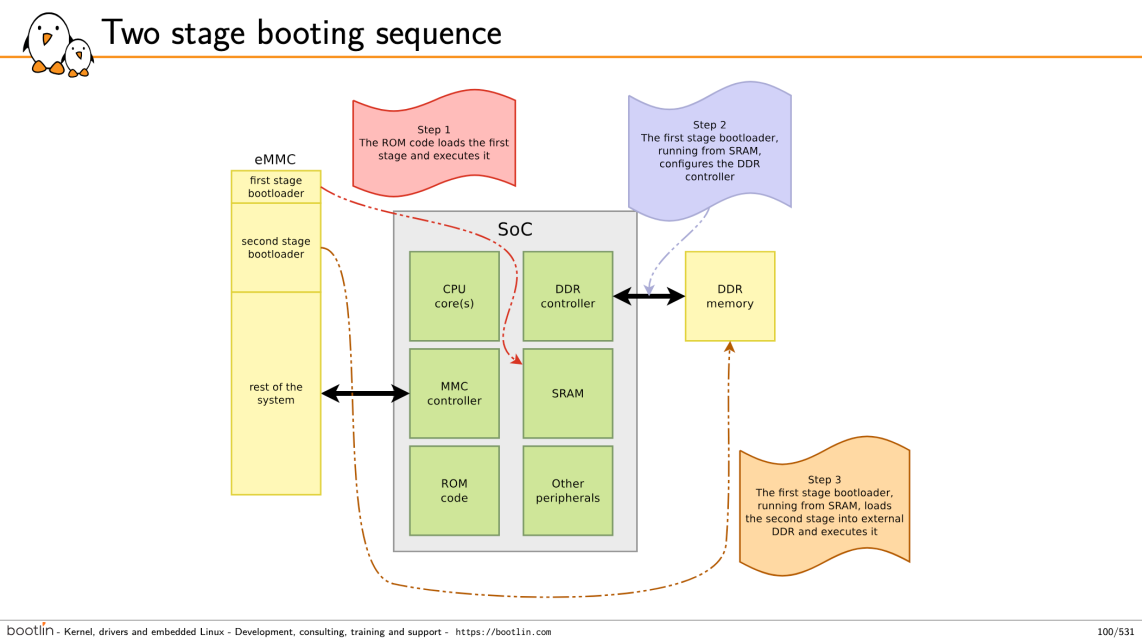 Two stage booting sequence
Step 1
The ROM code loads the first
stage and executes it
Step 2
The first stage bootloader,
running from SRAM,
configures the DDR
controller
eMMC
first stage
bootloader
second stage
bootloader
rest of the
system
SoC
CPU
core(s)
DDR
controller
DDR
memory
MMC
controller
SRAM
ROM
code
Other
peripherals
Step 3
The first stage bootloader,
running from SRAM, loads
the second stage into external
DDR and executes it
bootlin - Kernel, drivers and embedded Linux - Development, consulting, training and support - https://bootlin.com
100/531